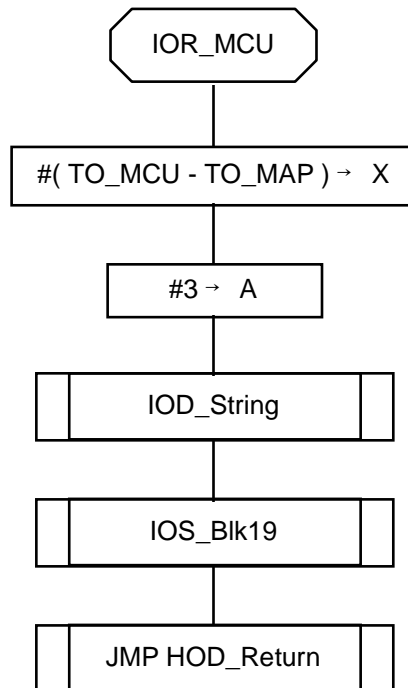 IOR_MCU
#( TO_MCU - TO_MAP ) → X
#3 → A
IOD_String
IOS_Blk19
JMP HOD_Return